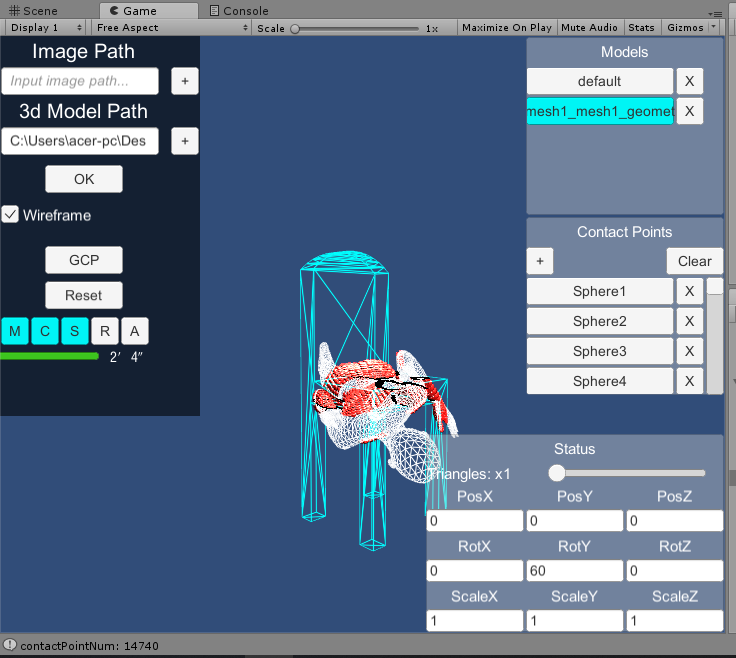 Scene Game Console
Display 1 Free Aspect Scale 1x Maximize On Play Mute Audio Stats Gizmos
Image Path
Input image path...
+
3d Model Path
C:\Users\acer-pc\Des
+
OK
Wireframe
GCP
Reset
M C S R A
2′ 4″
Models
default X
mesh1_mesh1_geomet X
Contact Points
+ Clear
Sphere1 X
Sphere2 X
Sphere3 X
Sphere4 X
Status
Triangles: x1
PosX PosY PosZ
0 0 0
RotX RotY RotZ
0 60 0
ScaleX ScaleY ScaleZ
1 1 1
contactPointNum: 14740